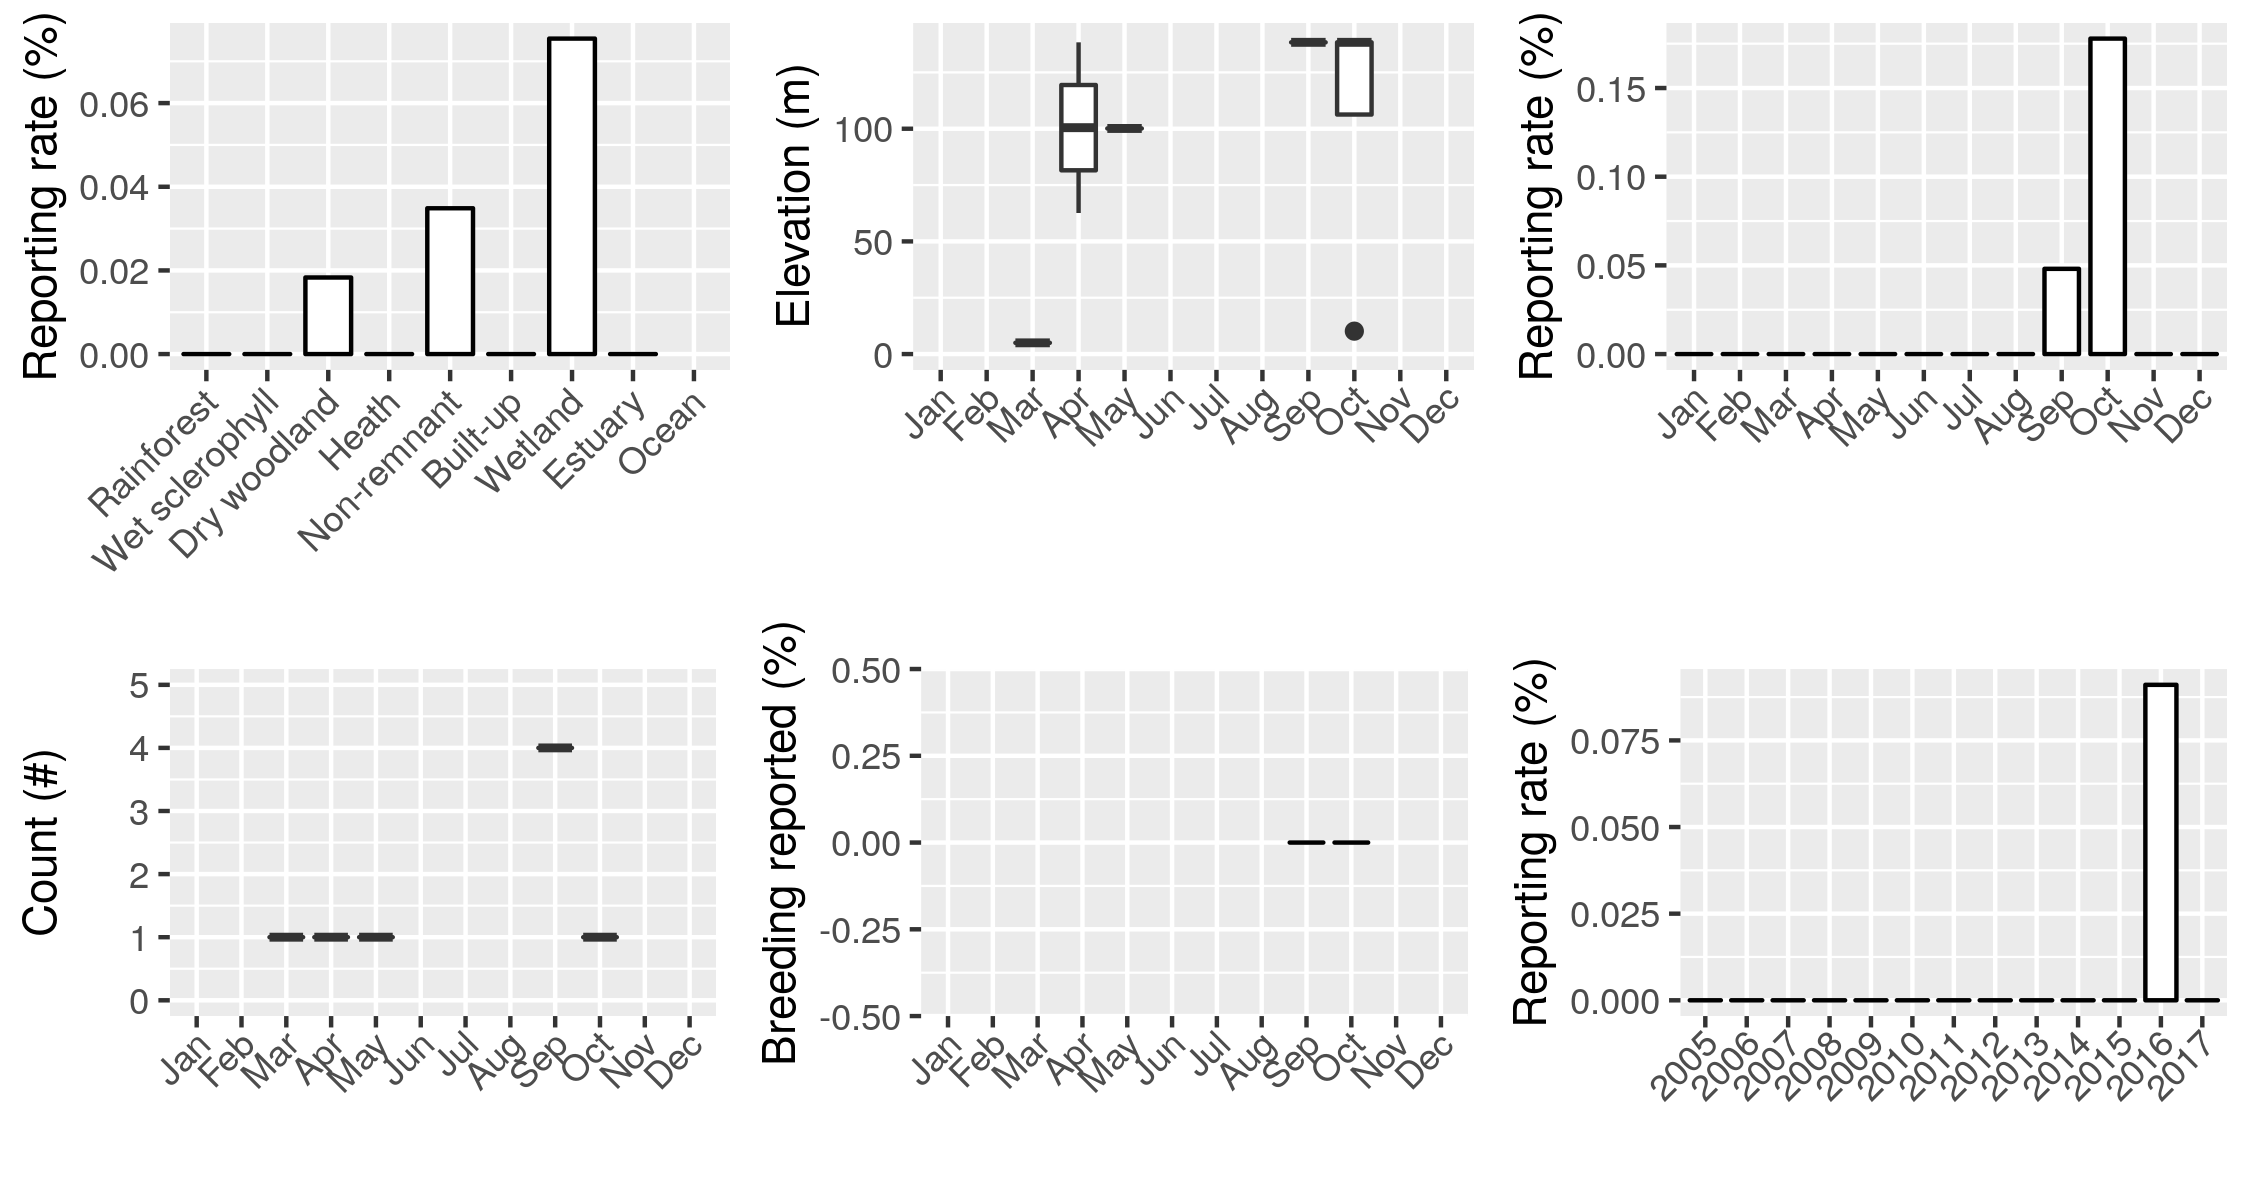 Reporting rate (%)
0.06
0.04
0.02
0.00
Rainforest
Wet sclerophyll
Dry woodland
Heath
Non-remnant
Built-up
Wetland
Estuary
Ocean
Elevation (m)
100
50
0
Jan
Feb
Mar
Apr
May
Jun
Jul
Aug
Sep
Oct
Nov
Dec
Reporting rate (%)
0.15
0.10
0.05
0.00
Jan
Feb
Mar
Apr
May
Jun
Jul
Aug
Sep
Oct
Nov
Dec
Count (#)
5
4
3
2
1
0
Jan
Feb
Mar
Apr
May
Jun
Jul
Aug
Sep
Oct
Nov
Dec
Breeding reported (%)
0.50
0.25
0.00
-0.25
-0.50
Jan
Feb
Mar
Apr
May
Jun
Jul
Aug
Sep
Oct
Nov
Dec
Reporting rate (%)
0.075
0.050
0.025
0.000
2005
2006
2007
2008
2009
2010
2011
2012
2013
2014
2015
2016
2017